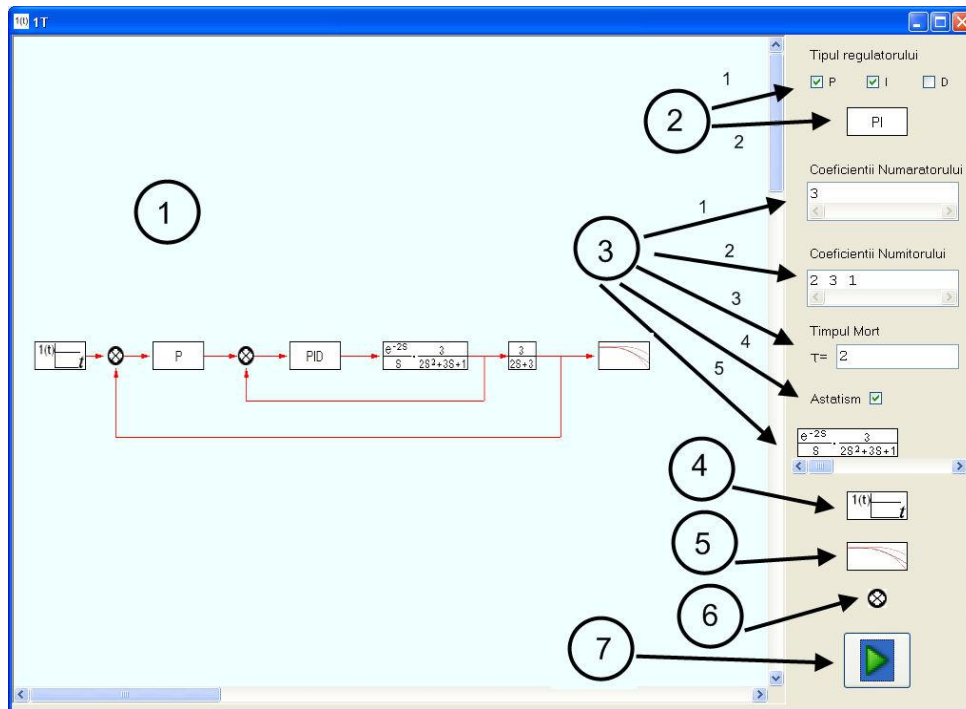 1(t) 1T
Tipul regulatorului
P I D
PI
Coeficientii Numaratorului
3
Coeficientii Numitorului
2 3 1
Timpul Mort
T= 2
Astatism
e^-2S / S · 3 / 2S²+3S+1
1(t) t
1
2
1
2
3
1
2
3
4
5
4
5
6
7
1(t) t
P
PID
e^-2S / S · 3 / 2S²+3S+1
3 / 2S+3